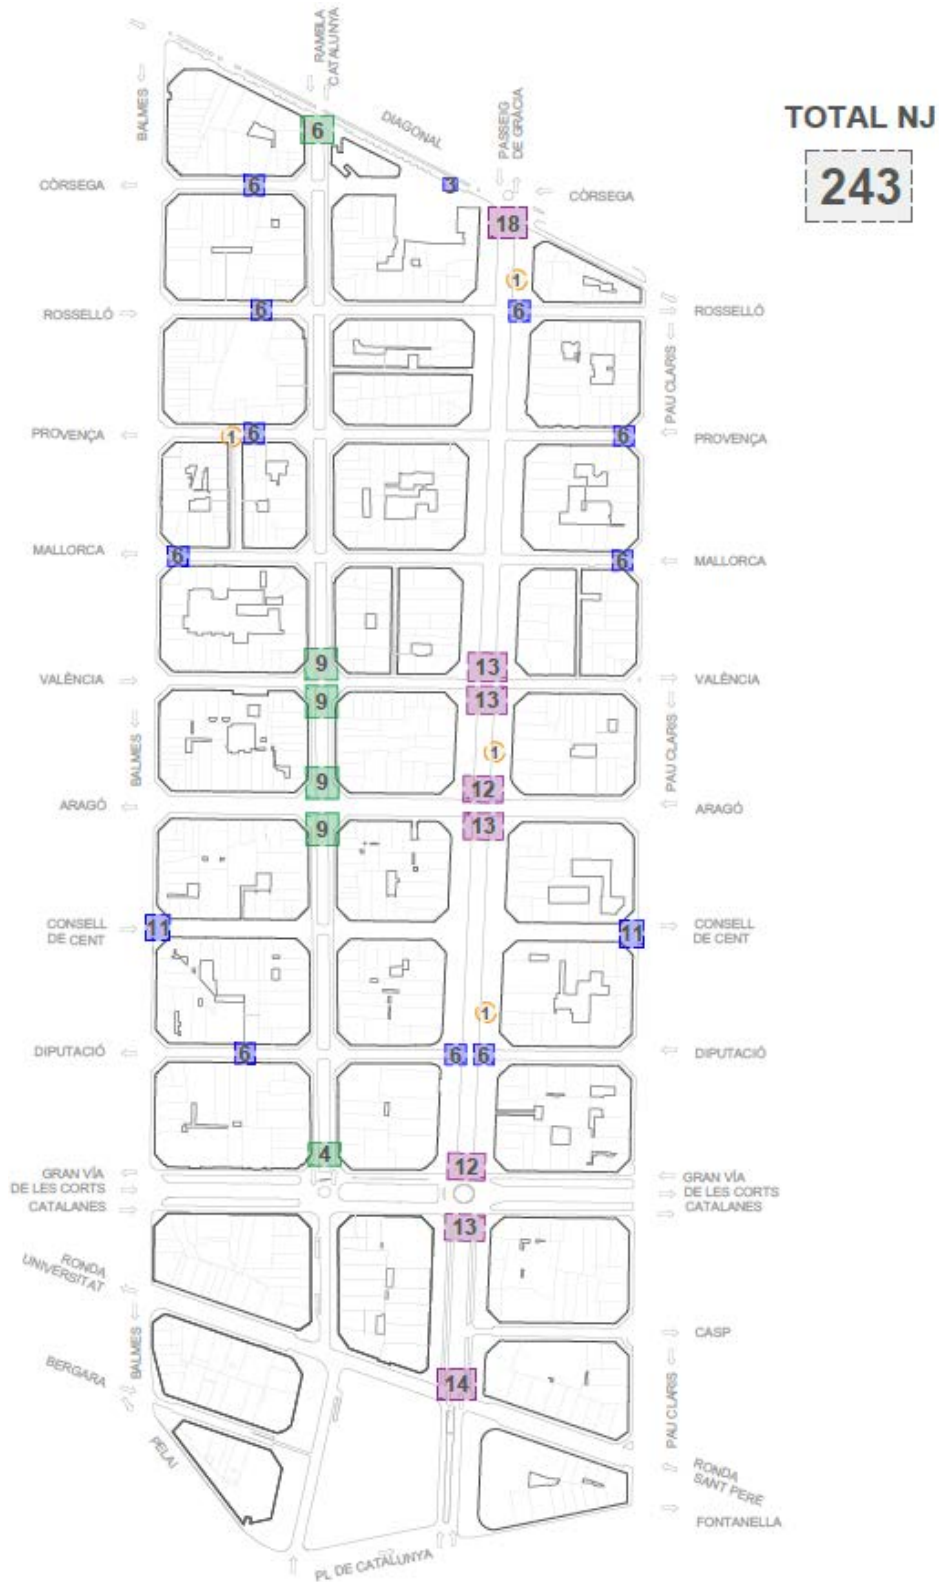 RAMBLA
CATALUNYA
BALMES
DIAGONAL
PASSEIG
DE GRÀCIA
TOTAL NJ
243
6
CÒRSEGA
6
3
CÒRSEGA
18
1
ROSSELLÓ
6
6
ROSSELLÓ
PAU CLARIS
PROVENÇA
1
6
6
PROVENÇA
MALLORCA
6
6
MALLORCA
9
13
VALÈNCIA
VALÈNCIA
9
13
BALMES
1
PAU CLARIS
9
12
ARAGÓ
ARAGÓ
9
13
CONSELL
DE CENT
11
11
CONSELL
DE CENT
1
DIPUTACIÓ
6
6
6
DIPUTACIÓ
4
12
GRAN VÍA
DE LES CORTS
CATALANES
GRAN VÍA
DE LES CORTS
CATALANES
13
RONDA
UNIVERSITAT
BALMES
CASP
BERGARA
14
PAU CLARIS
PELAI
RONDA
SANT PERE
FONTANELLA
PL DE CATALUNYA